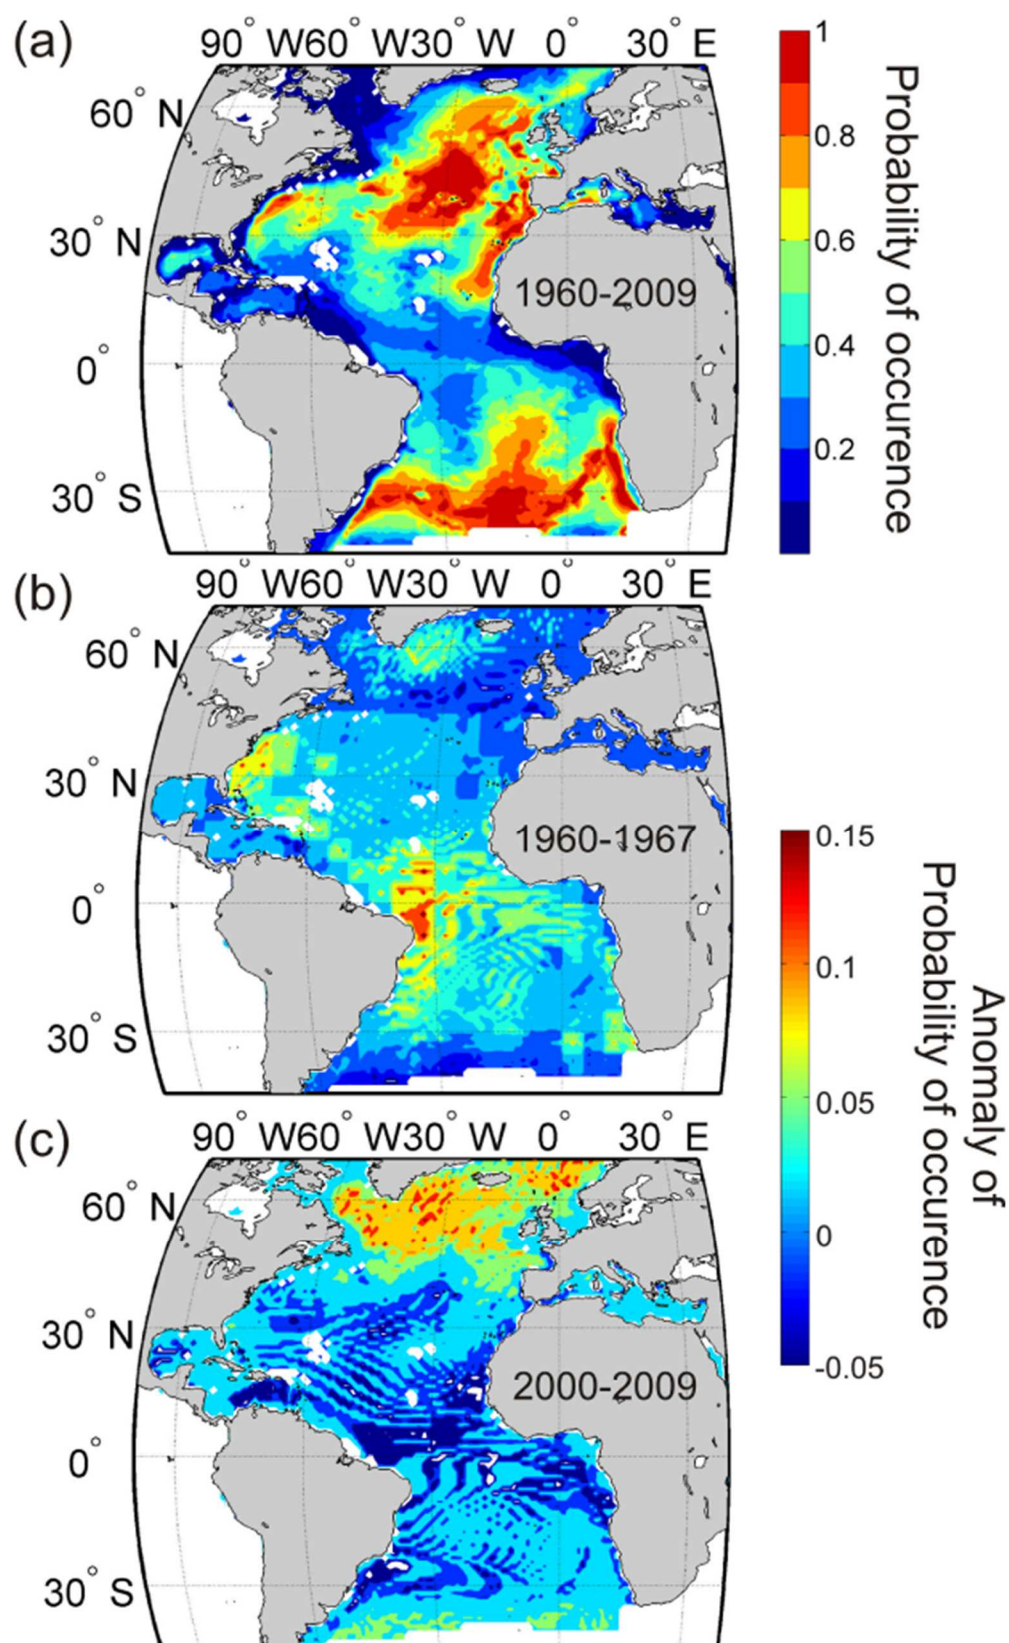 (a)
90° W60° W30° W 0° 30° E
60° N
30° N
0°
30° S
1960-2009
1
0.8
0.6
0.4
0.2
Probability of occurence
(b)
90° W60° W30° W 0° 30° E
60° N
30° N
0°
30° S
1960-1967
(c)
90° W60° W30° W 0° 30° E
60° N
30° N
0°
30° S
2000-2009
0.15
0.1
0.05
0
-0.05
Anomaly of
Probability of occurence